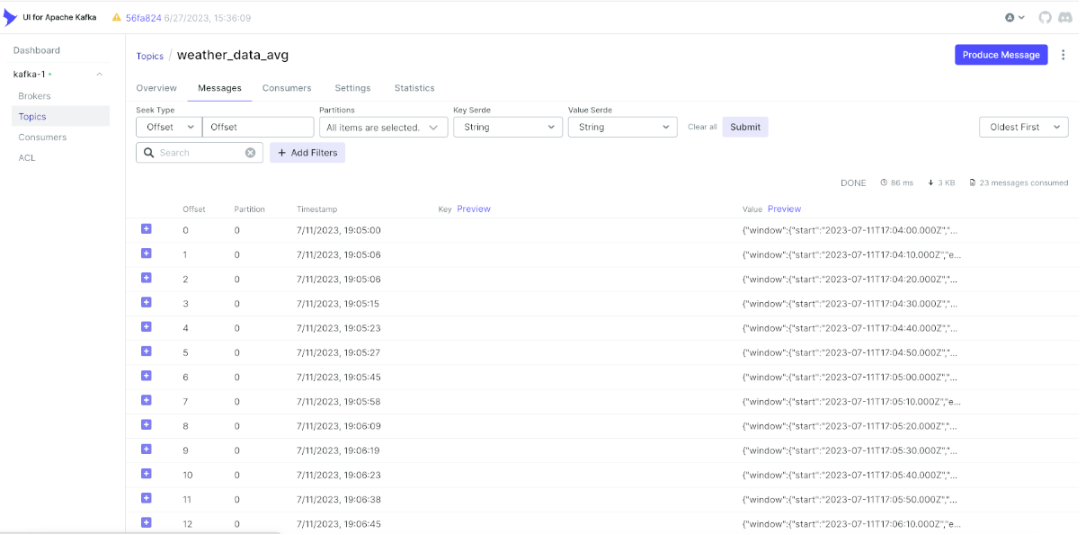 UI for Apache Kafka 56fa824 6/27/2023, 15:36:09
Dashboard
kafka-1
Brokers
Topics
Consumers
ACL
Topics / weather_data_avg
Produce Message
Overview Messages Consumers Settings Statistics
Seek Type Partitions Key Serde Value Serde
Offset Offset All items are selected. String String Clear all Submit Oldest First
Search + Add Filters
DONE 86 ms 3 KB 23 messages consumed
Offset Partition Timestamp Key Preview Value Preview
0 0 7/11/2023, 19:05:00 {"window":{"start":"2023-07-11T17:04:00.000Z","...
1 0 7/11/2023, 19:05:06 {"window":{"start":"2023-07-11T17:04:10.000Z","e...
2 0 7/11/2023, 19:05:06 {"window":{"start":"2023-07-11T17:04:20.000Z","...
3 0 7/11/2023, 19:05:15 {"window":{"start":"2023-07-11T17:04:30.000Z","...
4 0 7/11/2023, 19:05:23 {"window":{"start":"2023-07-11T17:04:40.000Z","...
5 0 7/11/2023, 19:05:27 {"window":{"start":"2023-07-11T17:04:50.000Z","...
6 0 7/11/2023, 19:05:45 {"window":{"start":"2023-07-11T17:05:00.000Z","...
7 0 7/11/2023, 19:05:58 {"window":{"start":"2023-07-11T17:05:10.000Z","e...
8 0 7/11/2023, 19:06:09 {"window":{"start":"2023-07-11T17:05:20.000Z","...
9 0 7/11/2023, 19:06:19 {"window":{"start":"2023-07-11T17:05:30.000Z","...
10 0 7/11/2023, 19:06:23 {"window":{"start":"2023-07-11T17:05:40.000Z","...
11 0 7/11/2023, 19:06:38 {"window":{"start":"2023-07-11T17:05:50.000Z","...
12 0 7/11/2023, 19:06:45 {"window":{"start":"2023-07-11T17:06:10.000Z","e...